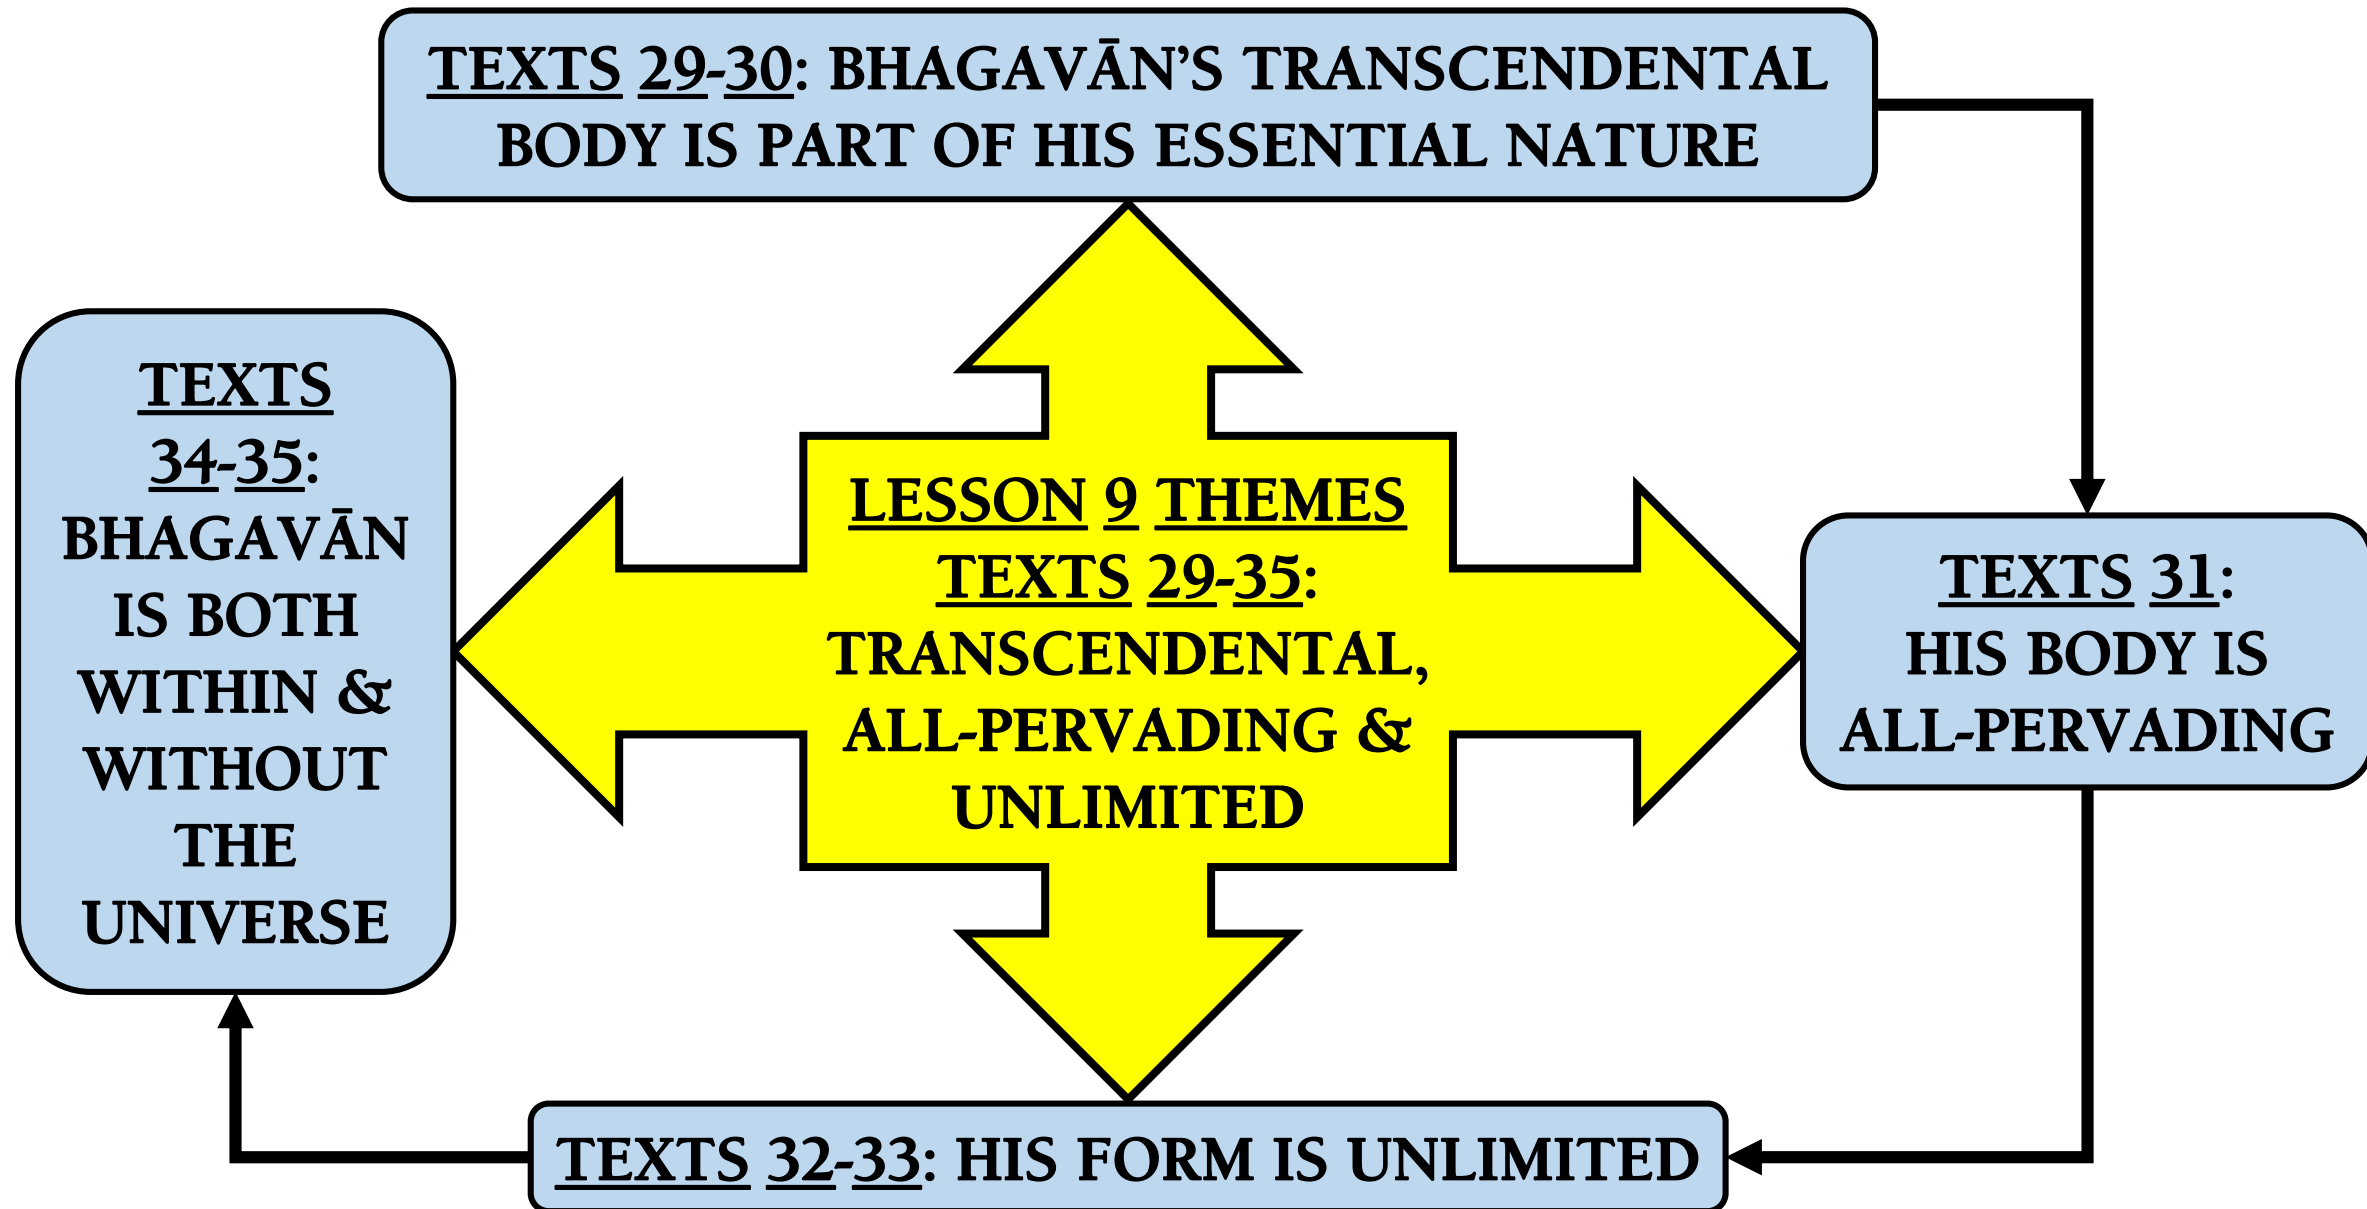 TEXTS 29-30: BHAGAVĀN’S TRANSCENDENTAL
BODY IS PART OF HIS ESSENTIAL NATURE
TEXTS
34-35:
BHAGAVĀN
IS BOTH
WITHIN &
WITHOUT
THE
UNIVERSE
LESSON 9 THEMES
TEXTS 29-35:
TRANSCENDENTAL,
ALL-PERVADING &
UNLIMITED
TEXTS 31:
HIS BODY IS
ALL-PERVADING
TEXTS 32-33: HIS FORM IS UNLIMITED